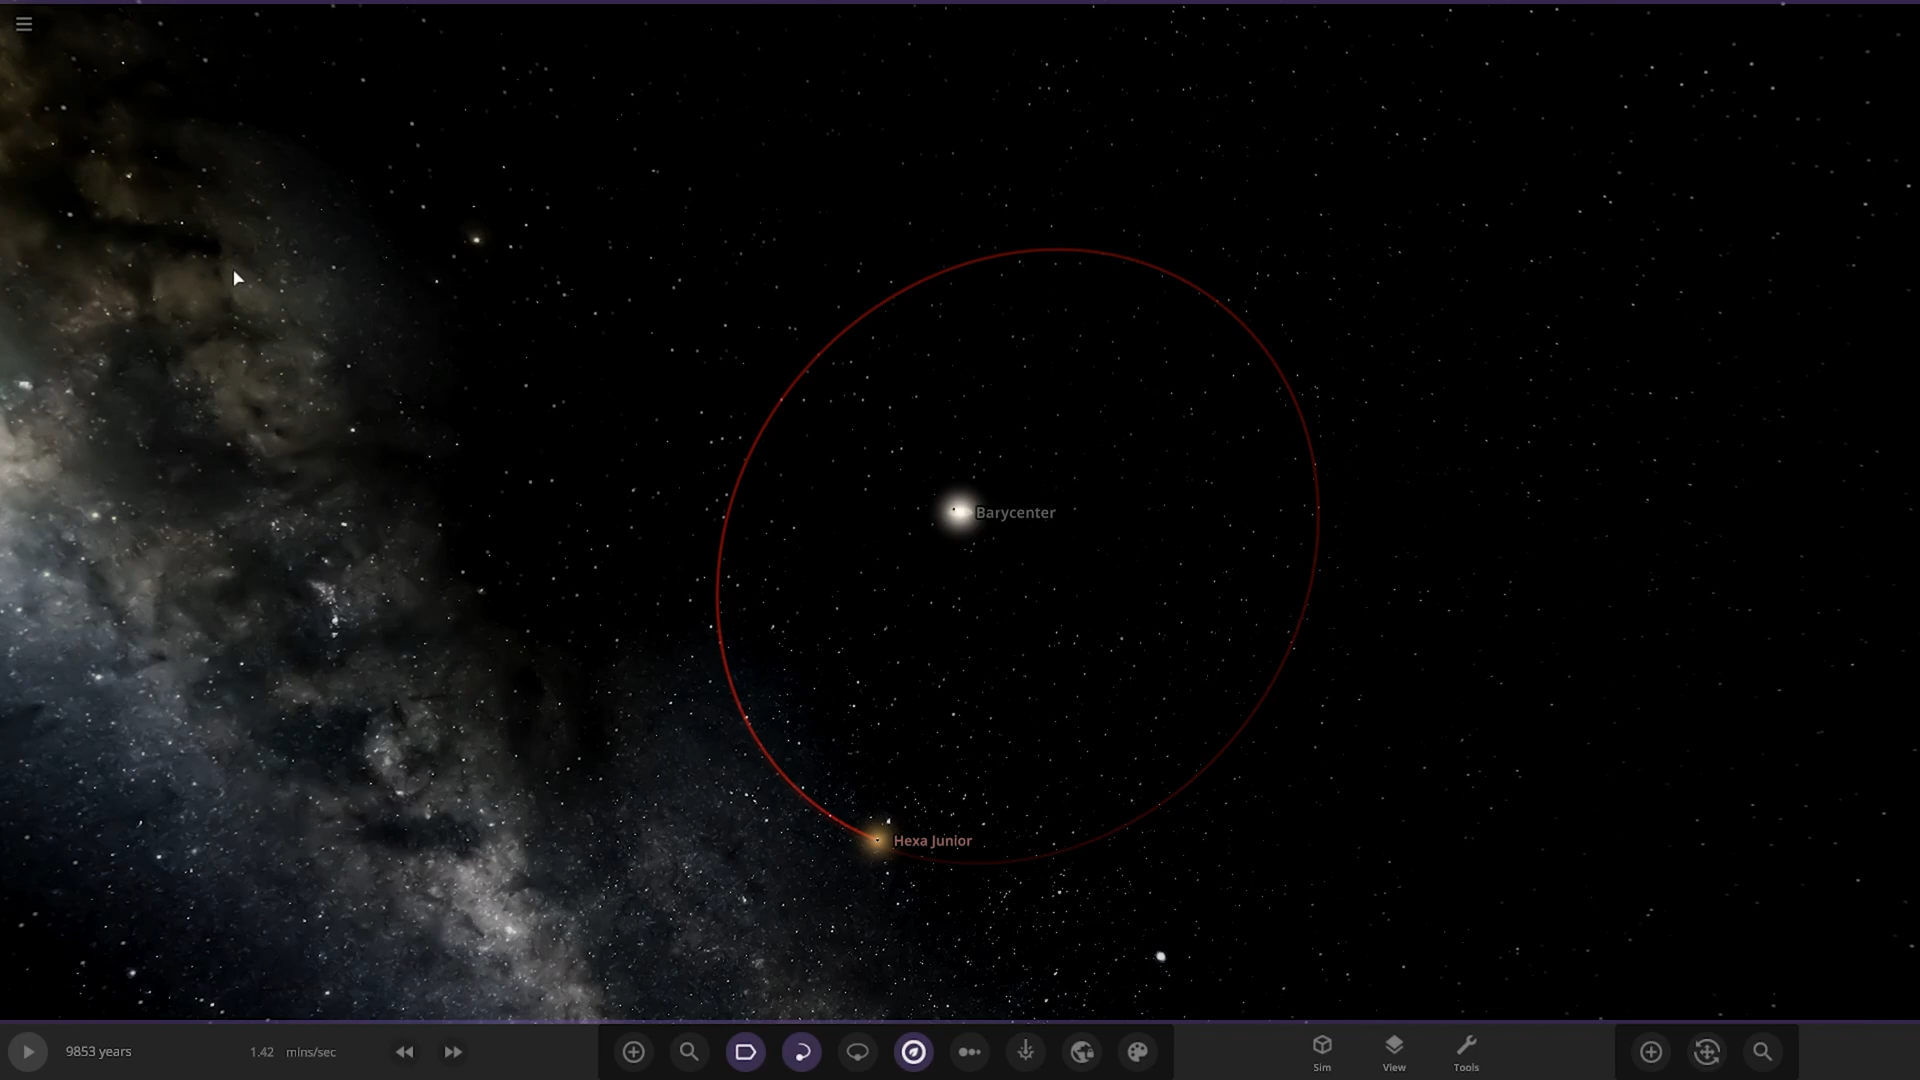 Barycenter
Hexa Junior
9853 years
1.42 mins/sec
Sim
View
Tools